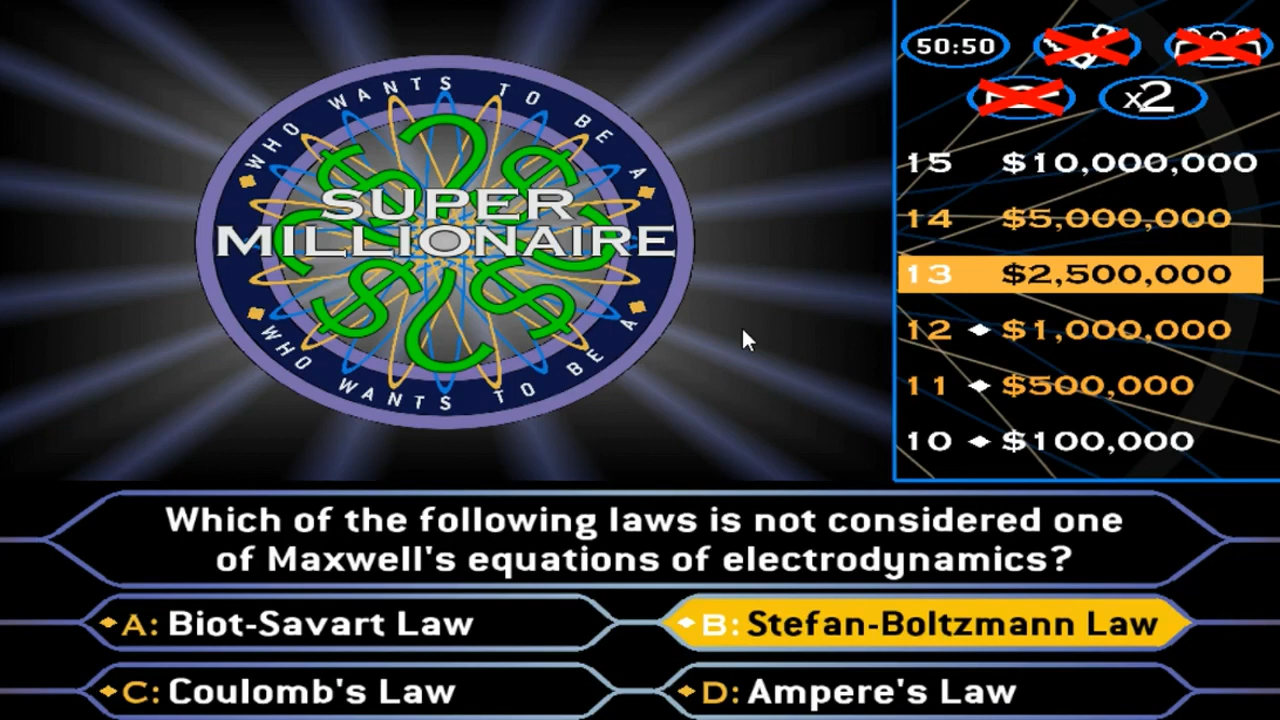 WHO WANTS TO BE A
SUPER
MILLIONAIRE
WHO WANTS TO BE A
50:50
x2
15 $10,000,000
14 $5,000,000
13 $2,500,000
12 $1,000,000
11 $500,000
10 $100,000
Which of the following laws is not considered one
of Maxwell's equations of electrodynamics?
A: Biot-Savart Law
B: Stefan-Boltzmann Law
C: Coulomb's Law
D: Ampere's Law